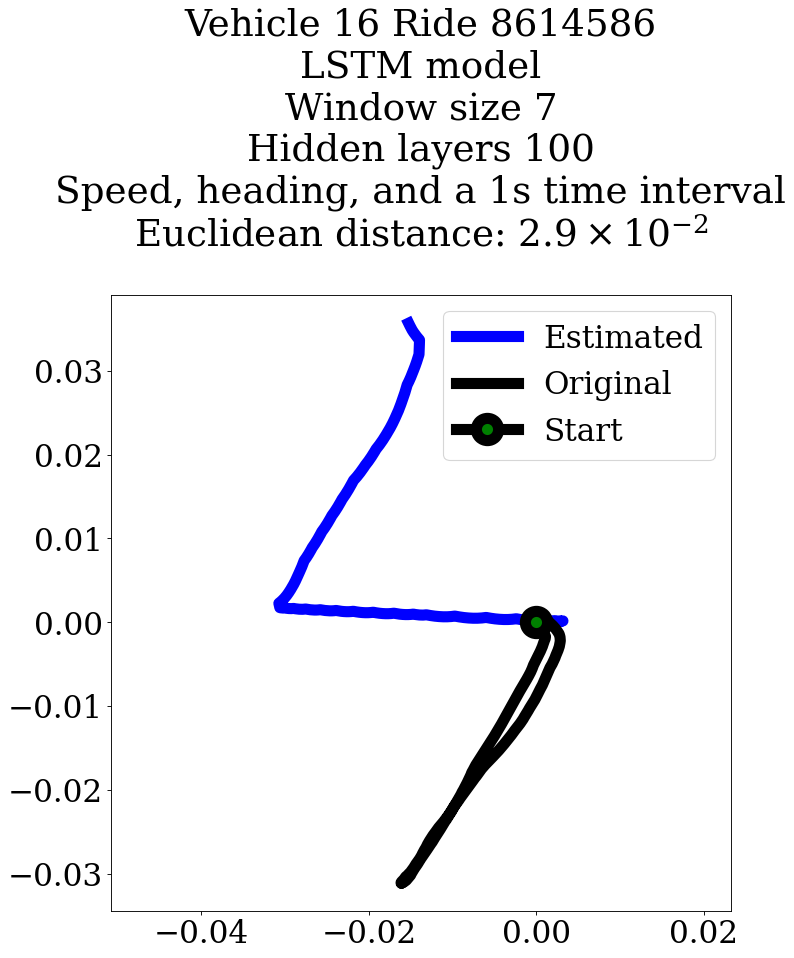 Vehicle 16 Ride 8614586
LSTM model
Window size 7
Hidden layers 100
Speed, heading, and a 1s time interval
Euclidean distance: 2.9 × 10⁻²
Estimated
Original
Start
0.03
0.02
0.01
0.00
−0.01
−0.02
−0.03
−0.04
−0.02
0.00
0.02